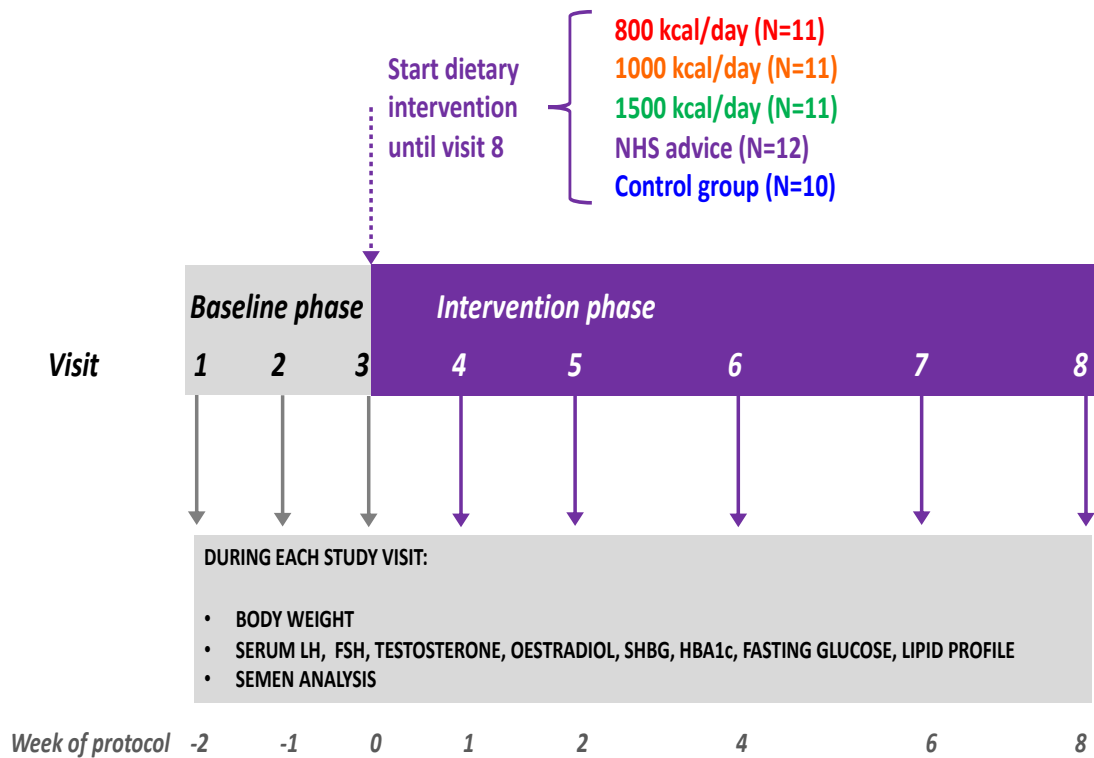 800 kcal/day (N=11)
1000 kcal/day (N=11)
1500 kcal/day (N=11)
NHS advice (N=12)
Control group (N=10)
Start dietary
intervention
until visit 8
Baseline phase Intervention phase
Visit 1 2 3 4 5 6 7 8
DURING EACH STUDY VISIT:
• BODY WEIGHT
• SERUM LH, FSH, TESTOSTERONE, OESTRADIOL, SHBG, HBA1c, FASTING GLUCOSE, LIPID PROFILE
• SEMEN ANALYSIS
Week of protocol -2 -1 0 1 2 4 6 8